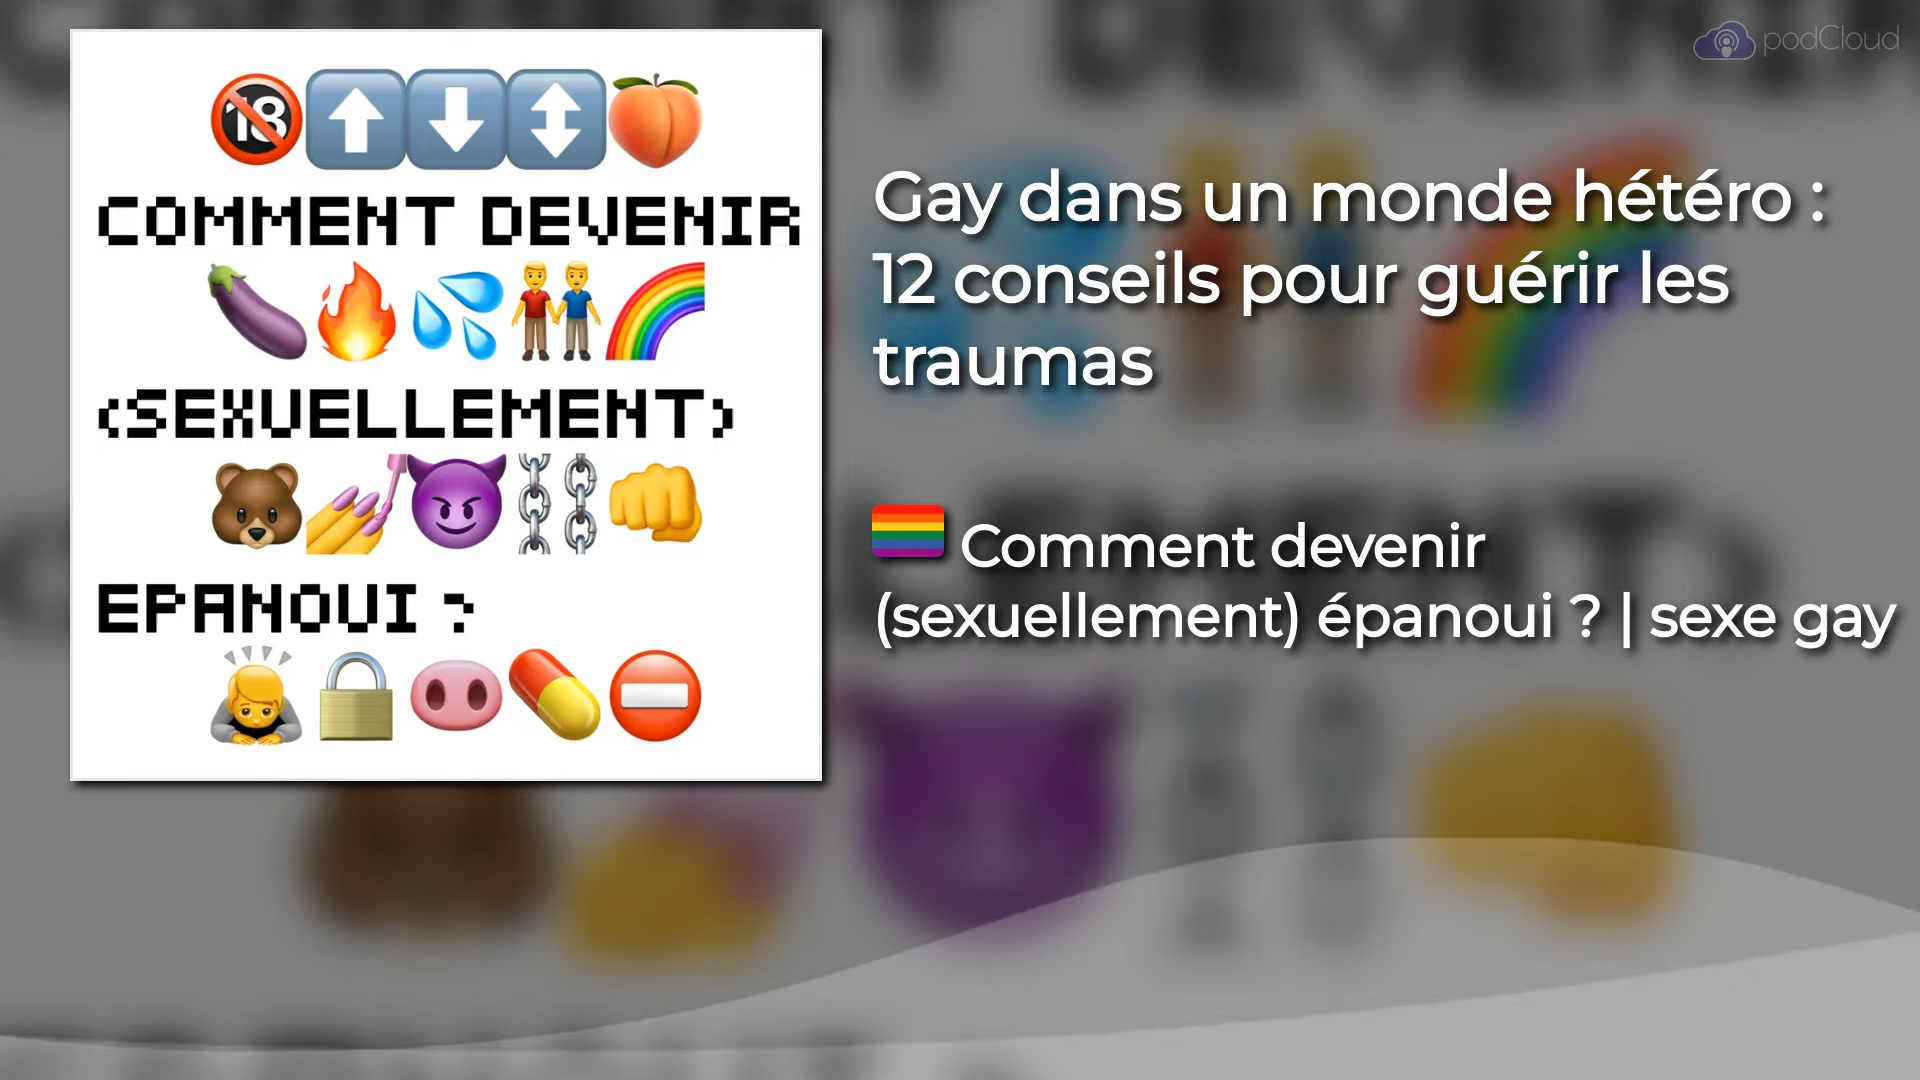 18
COMMENT DEVENIR
(SEXUELLEMENT)
EPANOUI ?
podCloud
Gay dans un monde hétéro :
12 conseils pour guérir les
traumas
Comment devenir
(sexuellement) épanoui ? | sexe gay